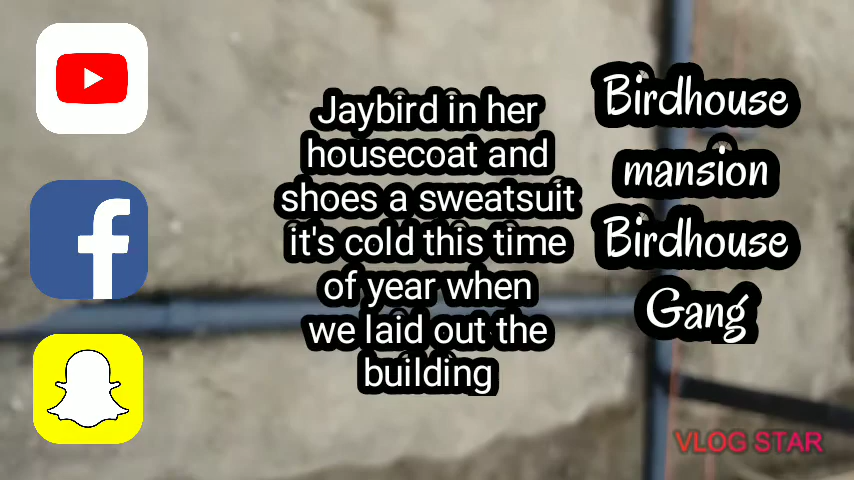 Jaybird in her
housecoat and
shoes a sweatsuit
it's cold this time
of year when
we laid out the
building
Birdhouse
mansion
Birdhouse
Gang
VLOG STAR